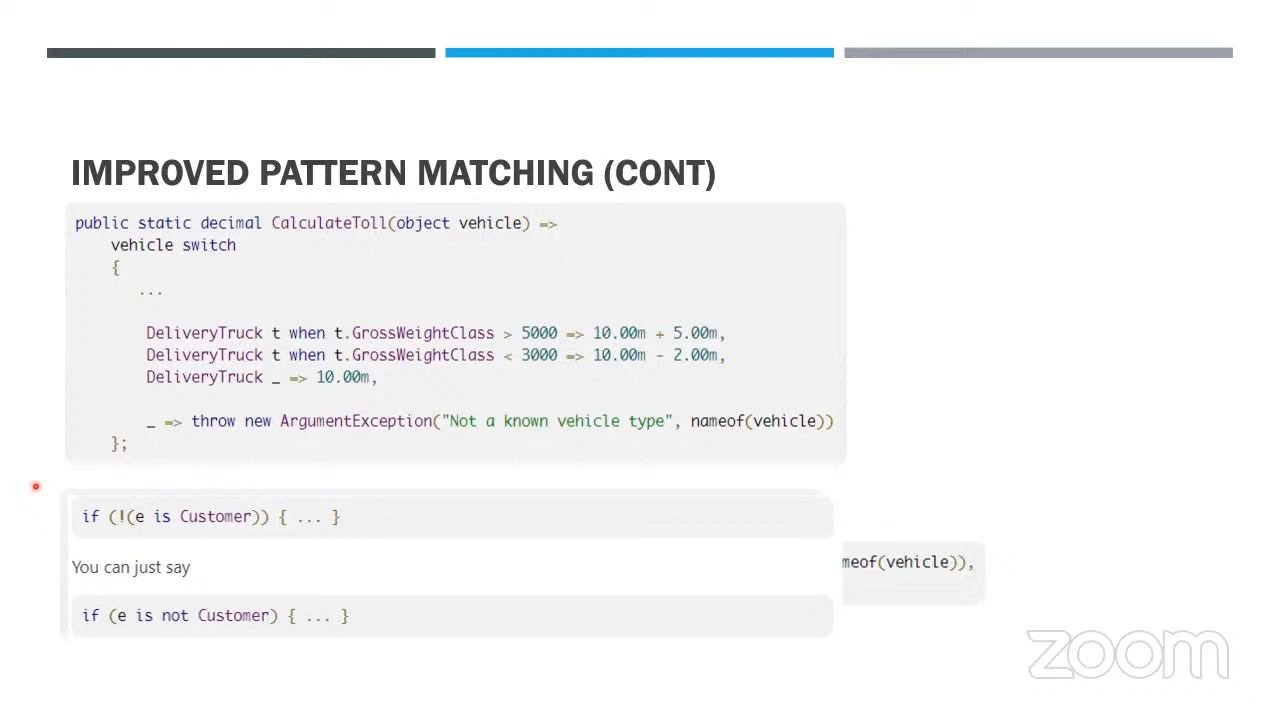 IMPROVED PATTERN MATCHING (CONT)
public static decimal CalculateToll(object vehicle) =>
vehicle switch
{
...
DeliveryTruck t when t.GrossWeightClass > 5000 => 10.00m + 5.00m,
DeliveryTruck t when t.GrossWeightClass < 3000 => 10.00m - 2.00m,
DeliveryTruck _ => 10.00m,
_ => throw new ArgumentException("Not a known vehicle type", nameof(vehicle))
};
if (!(e is Customer)) { ... }
You can just say
meof(vehicle)),
if (e is not Customer) { ... }
zoom